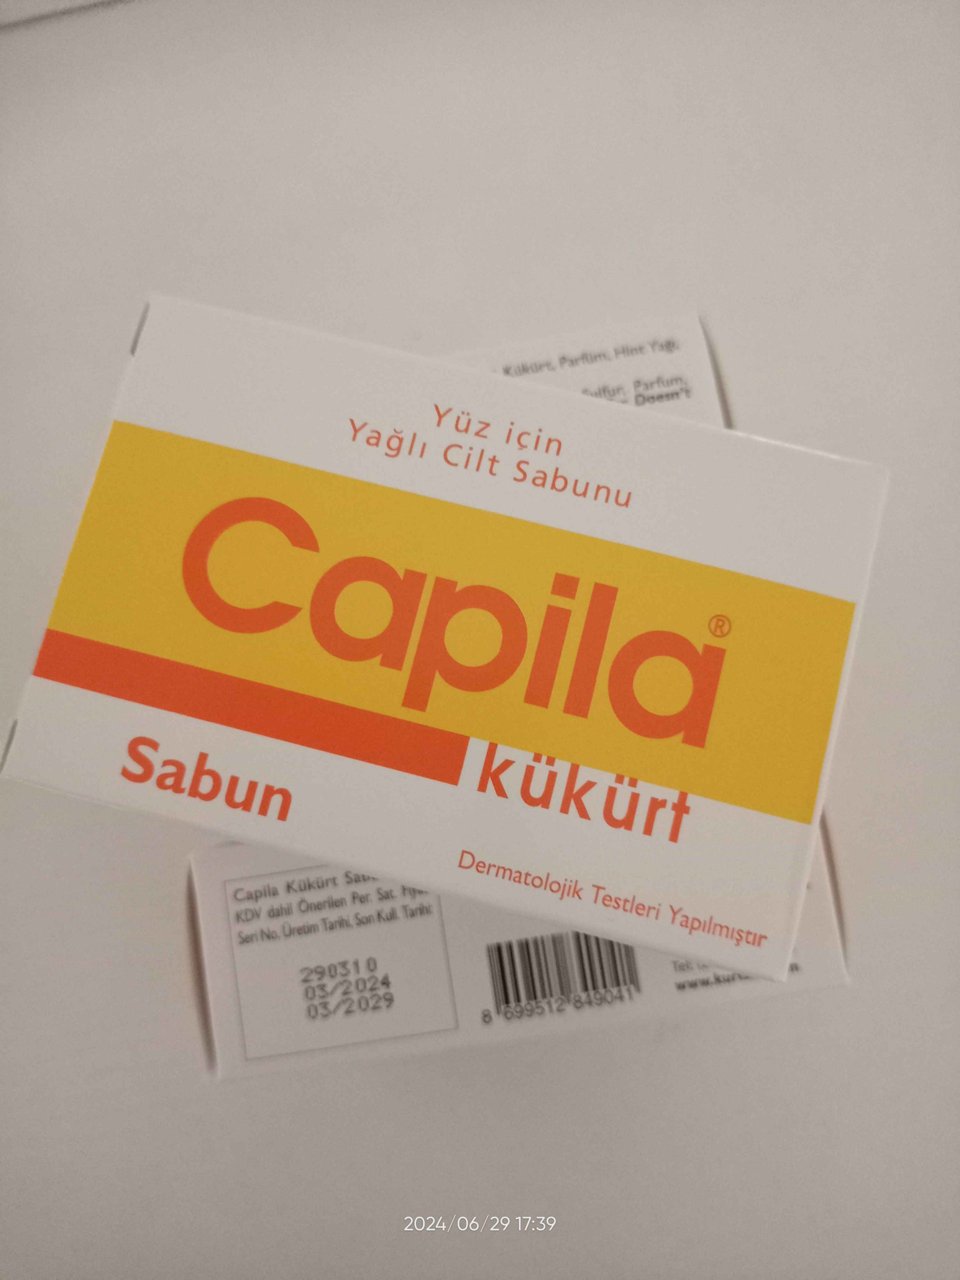 Kükürt, Parfüm, Hint Yağı,
Sulfur, Parfum,
Doesn't
Yüz için
Yağlı Cilt Sabunu
Capila®
kükürt
Sabun
Dermatolojik Testleri Yapılmıştır
Capila Kükürt
KDV dahil Önerilen Per. Sat.
Seri No, Üretim Tarihi, Son Kull. Tarihi:
290310
03/2024
03/2029
8 699512 849041
Tel:
2024/06/29 17:39